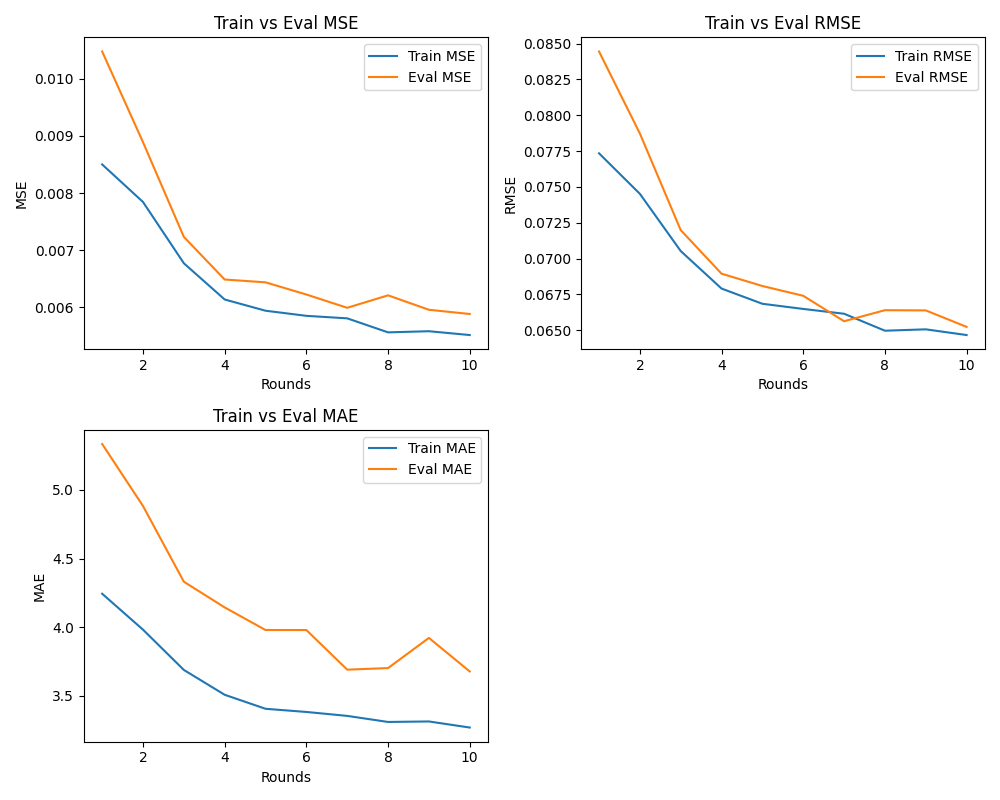 Train vs Eval MSE
Train MSE
Eval MSE
0.010
0.009
0.008
0.007
0.006
MSE
2 4 6 8 10
Rounds
Train vs Eval RMSE
Train RMSE
Eval RMSE
0.0850
0.0825
0.0800
0.0775
0.0750
0.0725
0.0700
0.0675
0.0650
RMSE
2 4 6 8 10
Rounds
Train vs Eval MAE
Train MAE
Eval MAE
5.0
4.5
4.0
3.5
MAE
2 4 6 8 10
Rounds